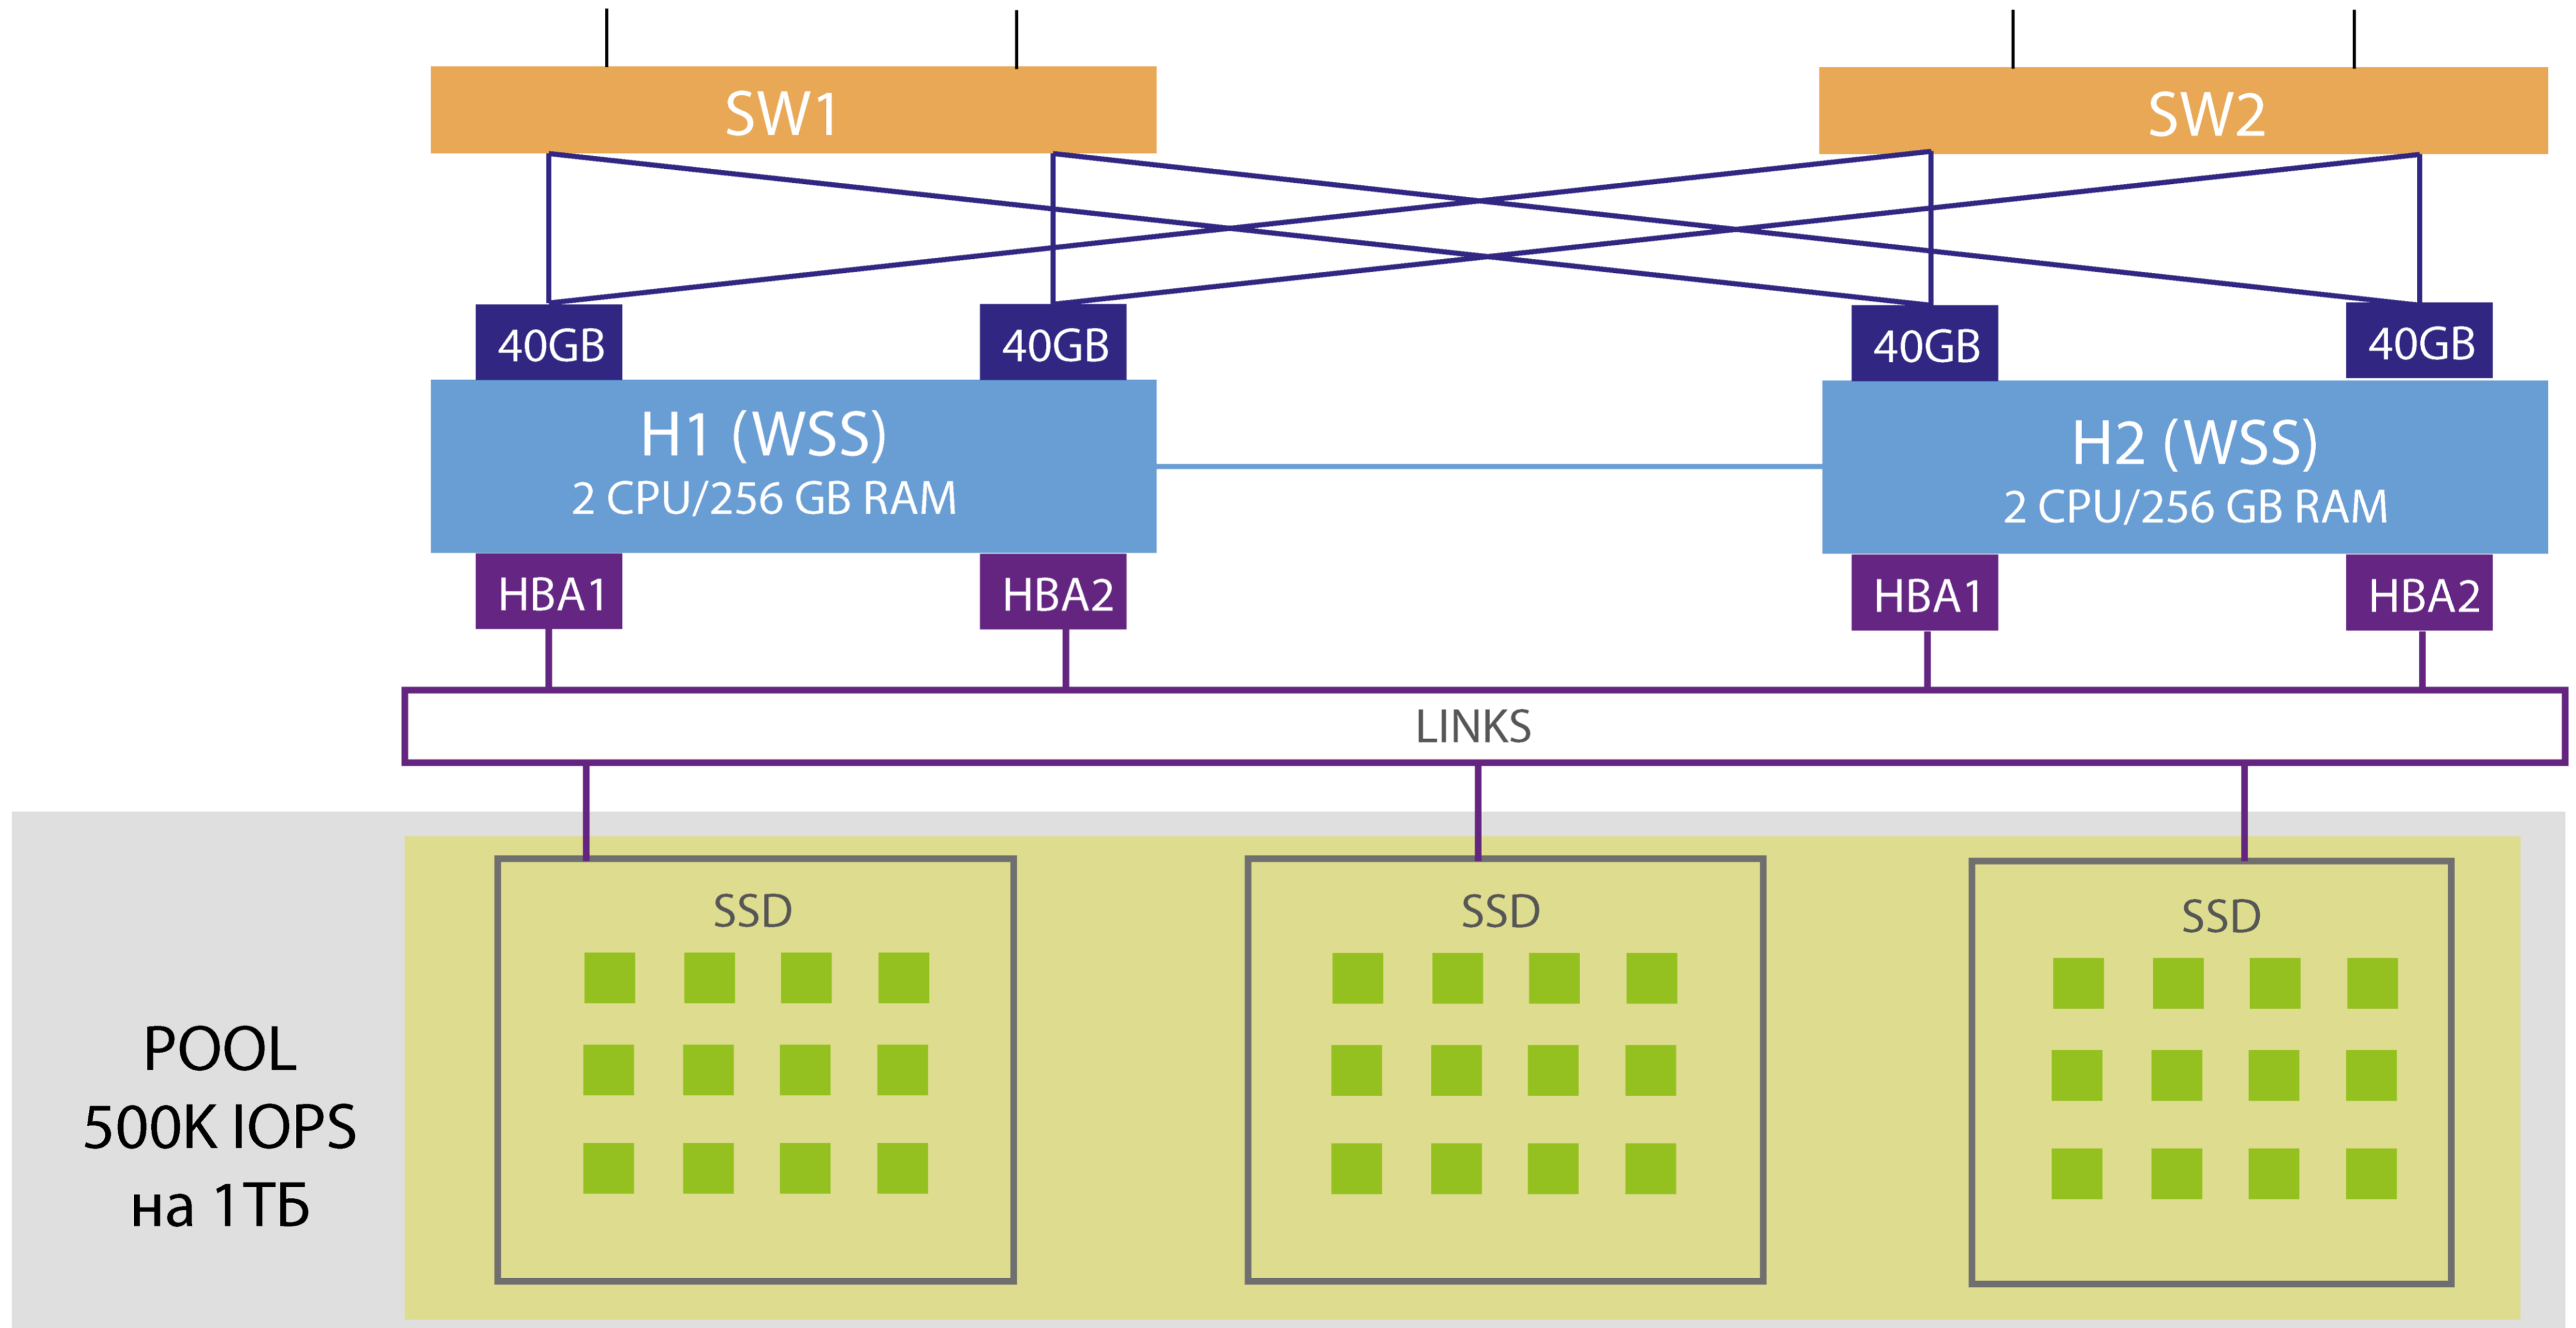 SW1
SW2
40GB
40GB
40GB
40GB
H1 (WSS)
2 CPU/256 GB RAM
H2 (WSS)
2 CPU/256 GB RAM
HBA1
HBA2
HBA1
HBA2
LINKS
SSD
SSD
SSD
POOL
500K IOPS
на 1ТБ